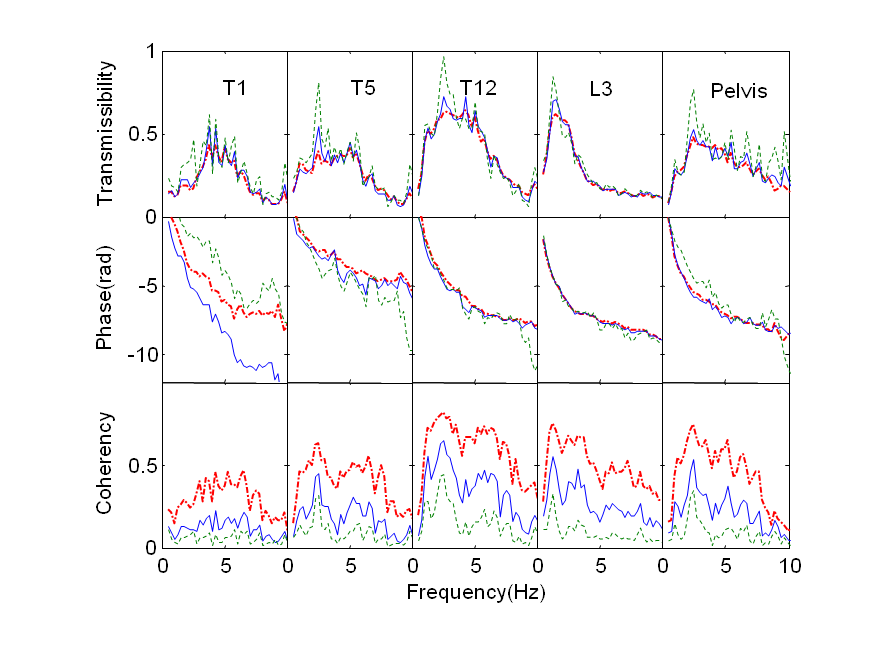 1
T1 T5 T12 L3 Pelvis
Transmissibility
0.5
0
Phase(rad)
-5
-10
Coherency
0.5
0
0 5 0 5 0 5 0 5 0 5 10
Frequency(Hz)